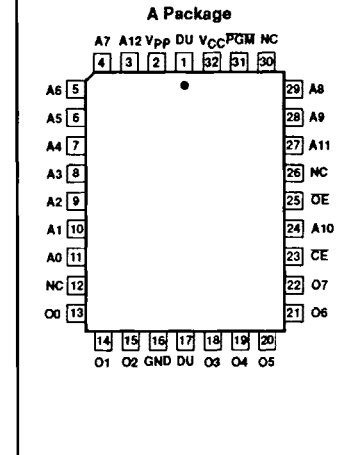 A Package
A7 A12 VPP DU VCC PGM NC
4 3 2 1 32 31 30
A6 5 29 A8
A5 6 28 A9
A4 7 27 A11
A3 8 26 NC
A2 9 25 OE
A1 10 24 A10
A0 11 23 CE
NC 12 22 O7
O0 13 21 O6
14 15 16 17 18 19 20
O1 O2 GND DU O3 O4 O5